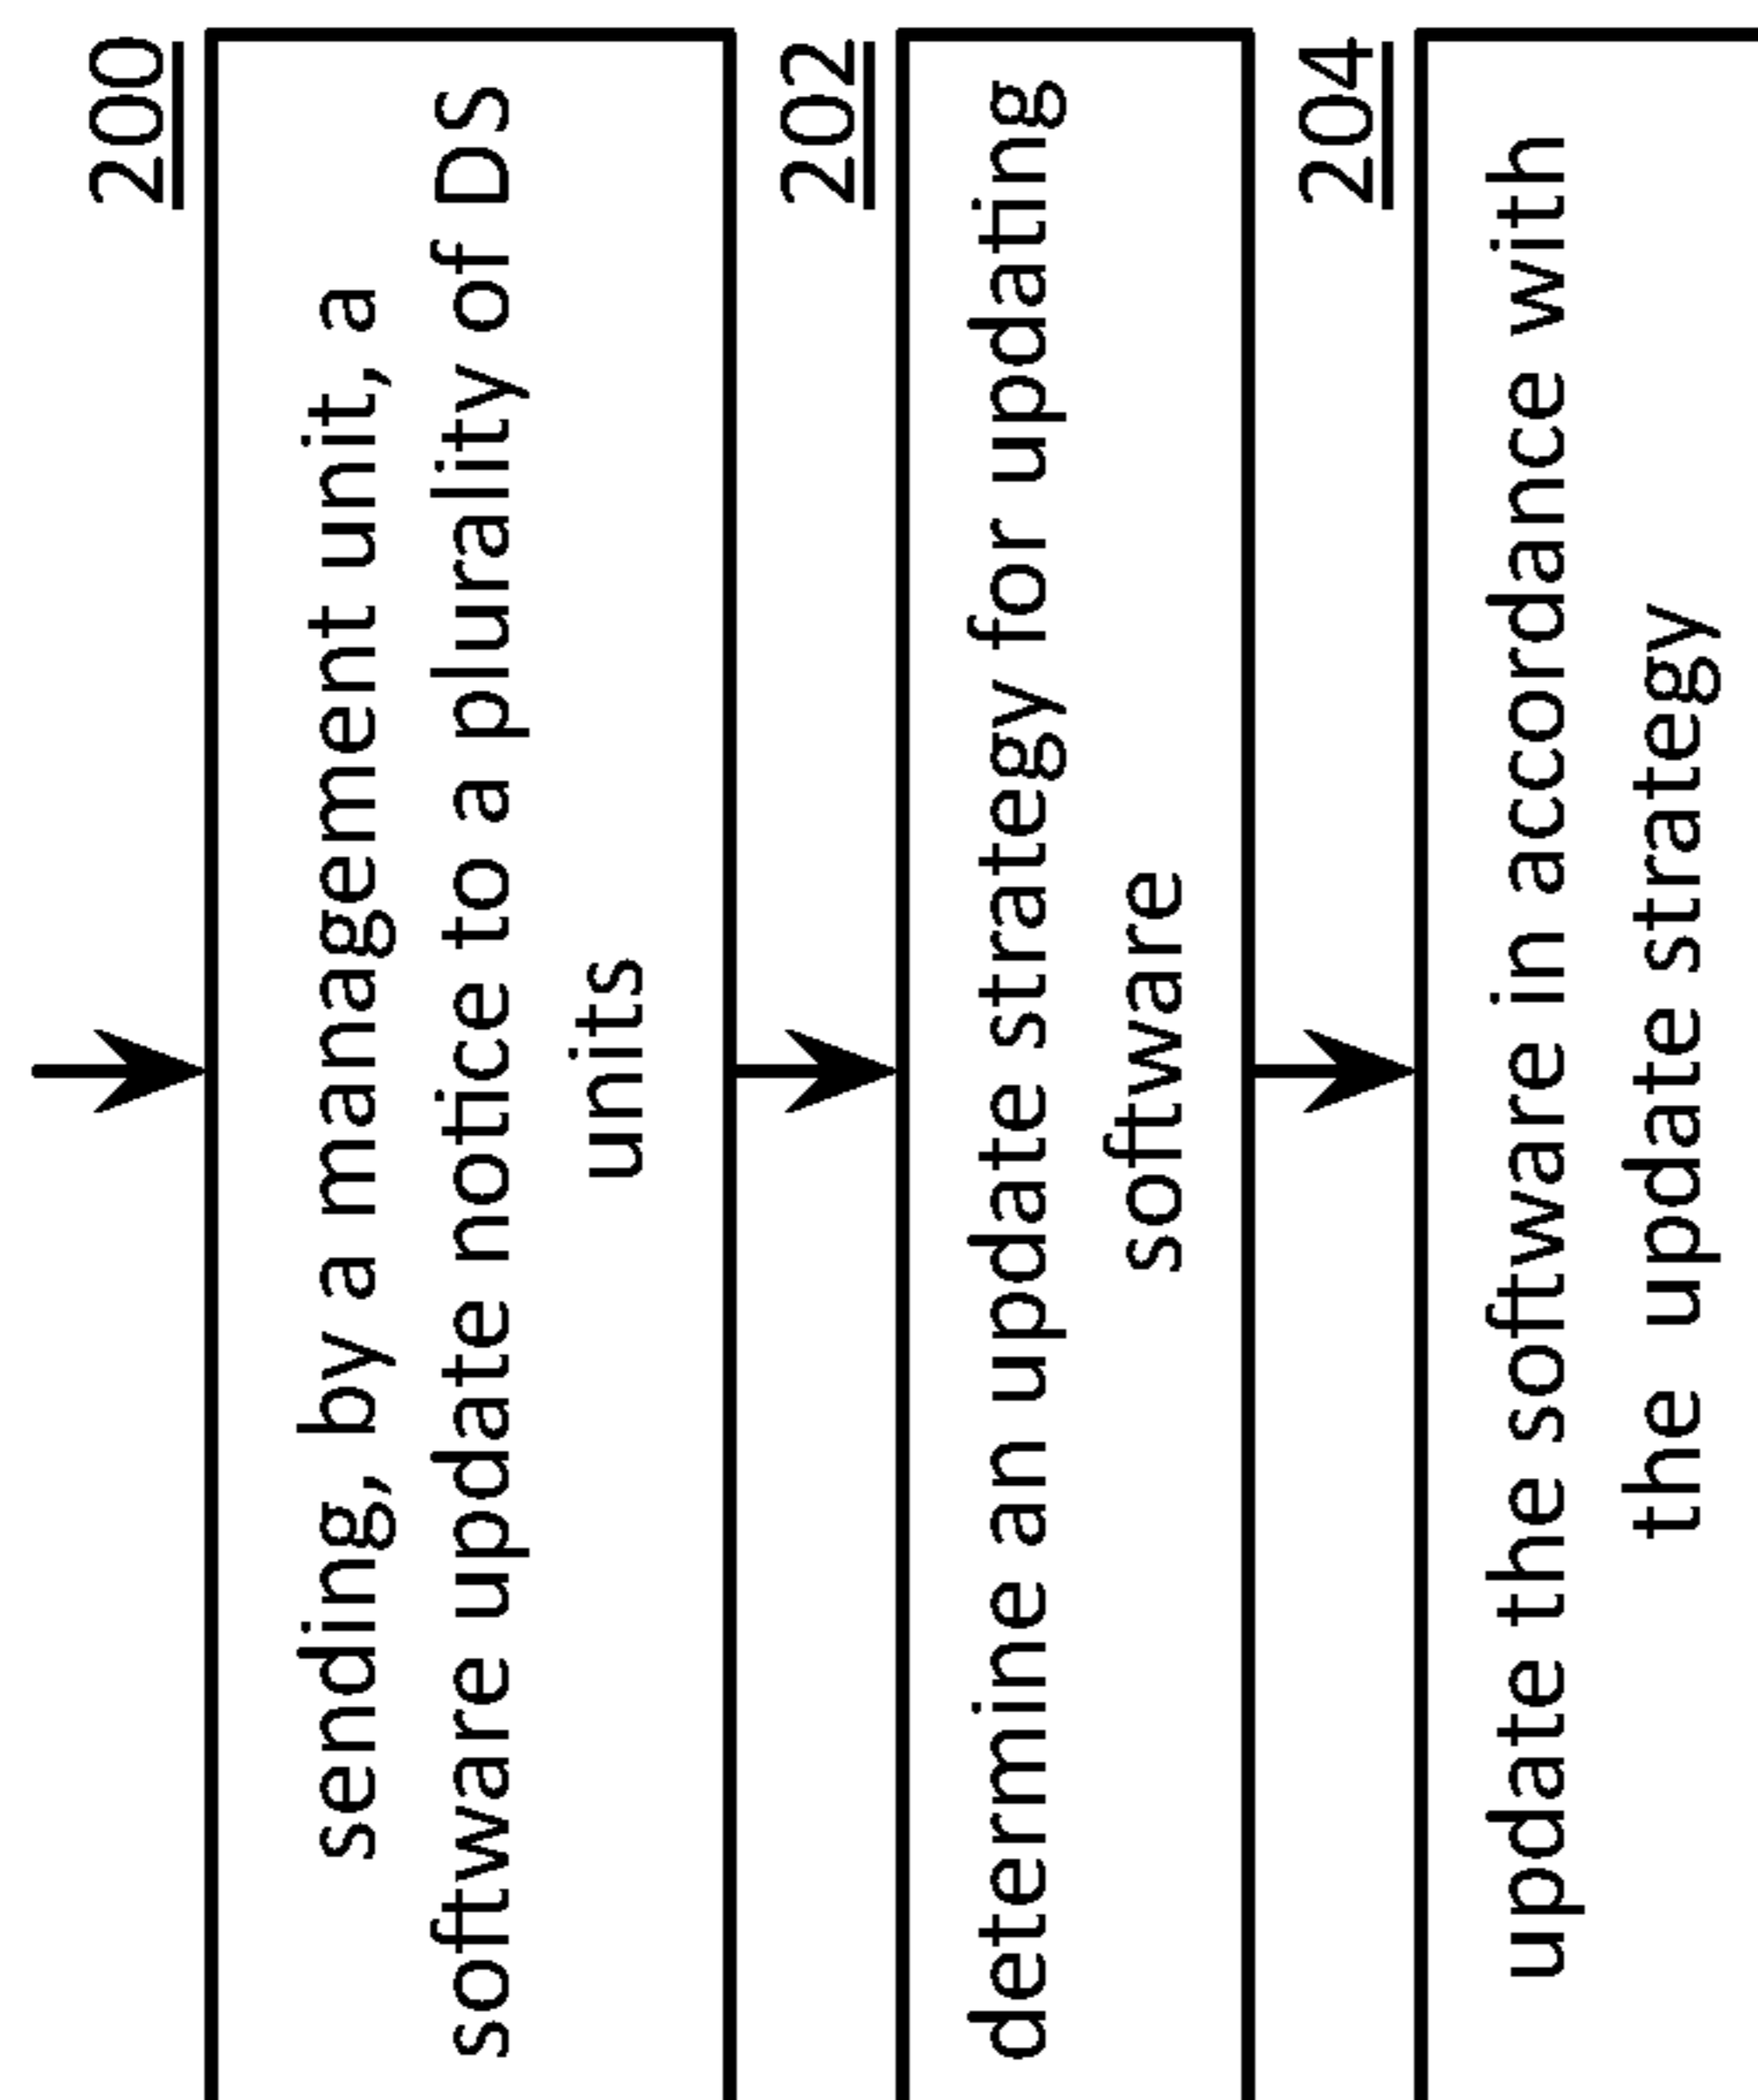 200
sending, by a management unit, a
software update notice to a plurality of DS
units
202
determine an update strategy for updating
software
204
update the software in accordance with
the update strategy